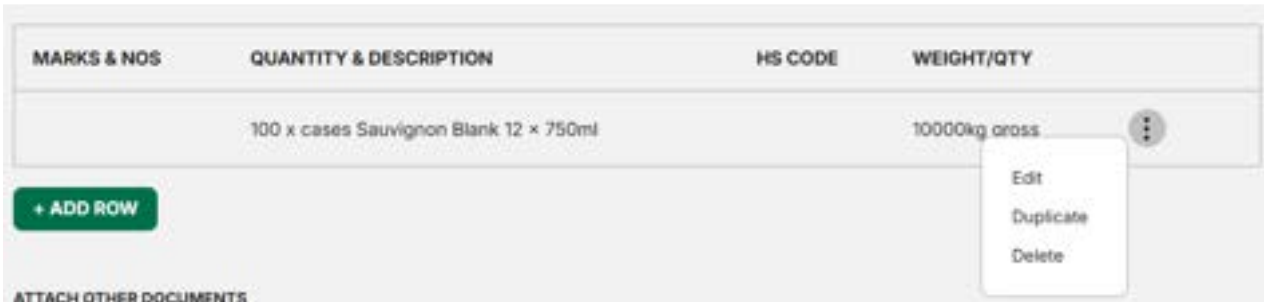 MARKS & NOS QUANTITY & DESCRIPTION HS CODE WEIGHT/QTY
100 x cases Sauvignon Blank 12 × 750ml 10000kg gross
Edit
+ ADD ROW
Duplicate
Delete
ATTACH OTHER DOCUMENTS